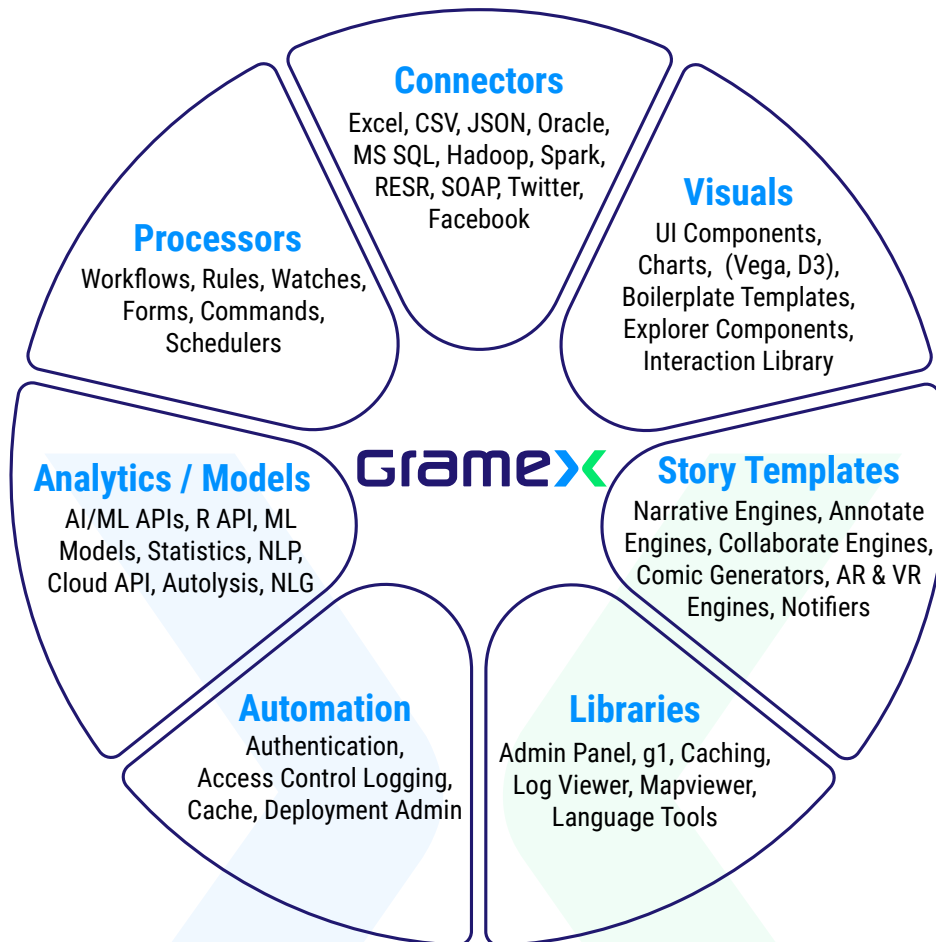 Connectors
Excel, CSV, JSON, Oracle,
MS SQL, Hadoop, Spark,
RESR, SOAP, Twitter,
Facebook
Visuals
UI Components,
Charts, (Vega, D3),
Boilerplate Templates,
Explorer Components,
Interaction Library
Processors
Workflows, Rules, Watches,
Forms, Commands,
Schedulers
Gramex
Analytics / Models
AI/ML APIs, R API, ML
Models, Statistics, NLP,
Cloud API, Autolysis, NLG
Story Templates
Narrative Engines, Annotate
Engines, Collaborate Engines,
Comic Generators, AR & VR
Engines, Notifiers
Automation
Authentication,
Access Control Logging,
Cache, Deployment Admin
Libraries
Admin Panel, g1, Caching,
Log Viewer, Mapviewer,
Language Tools